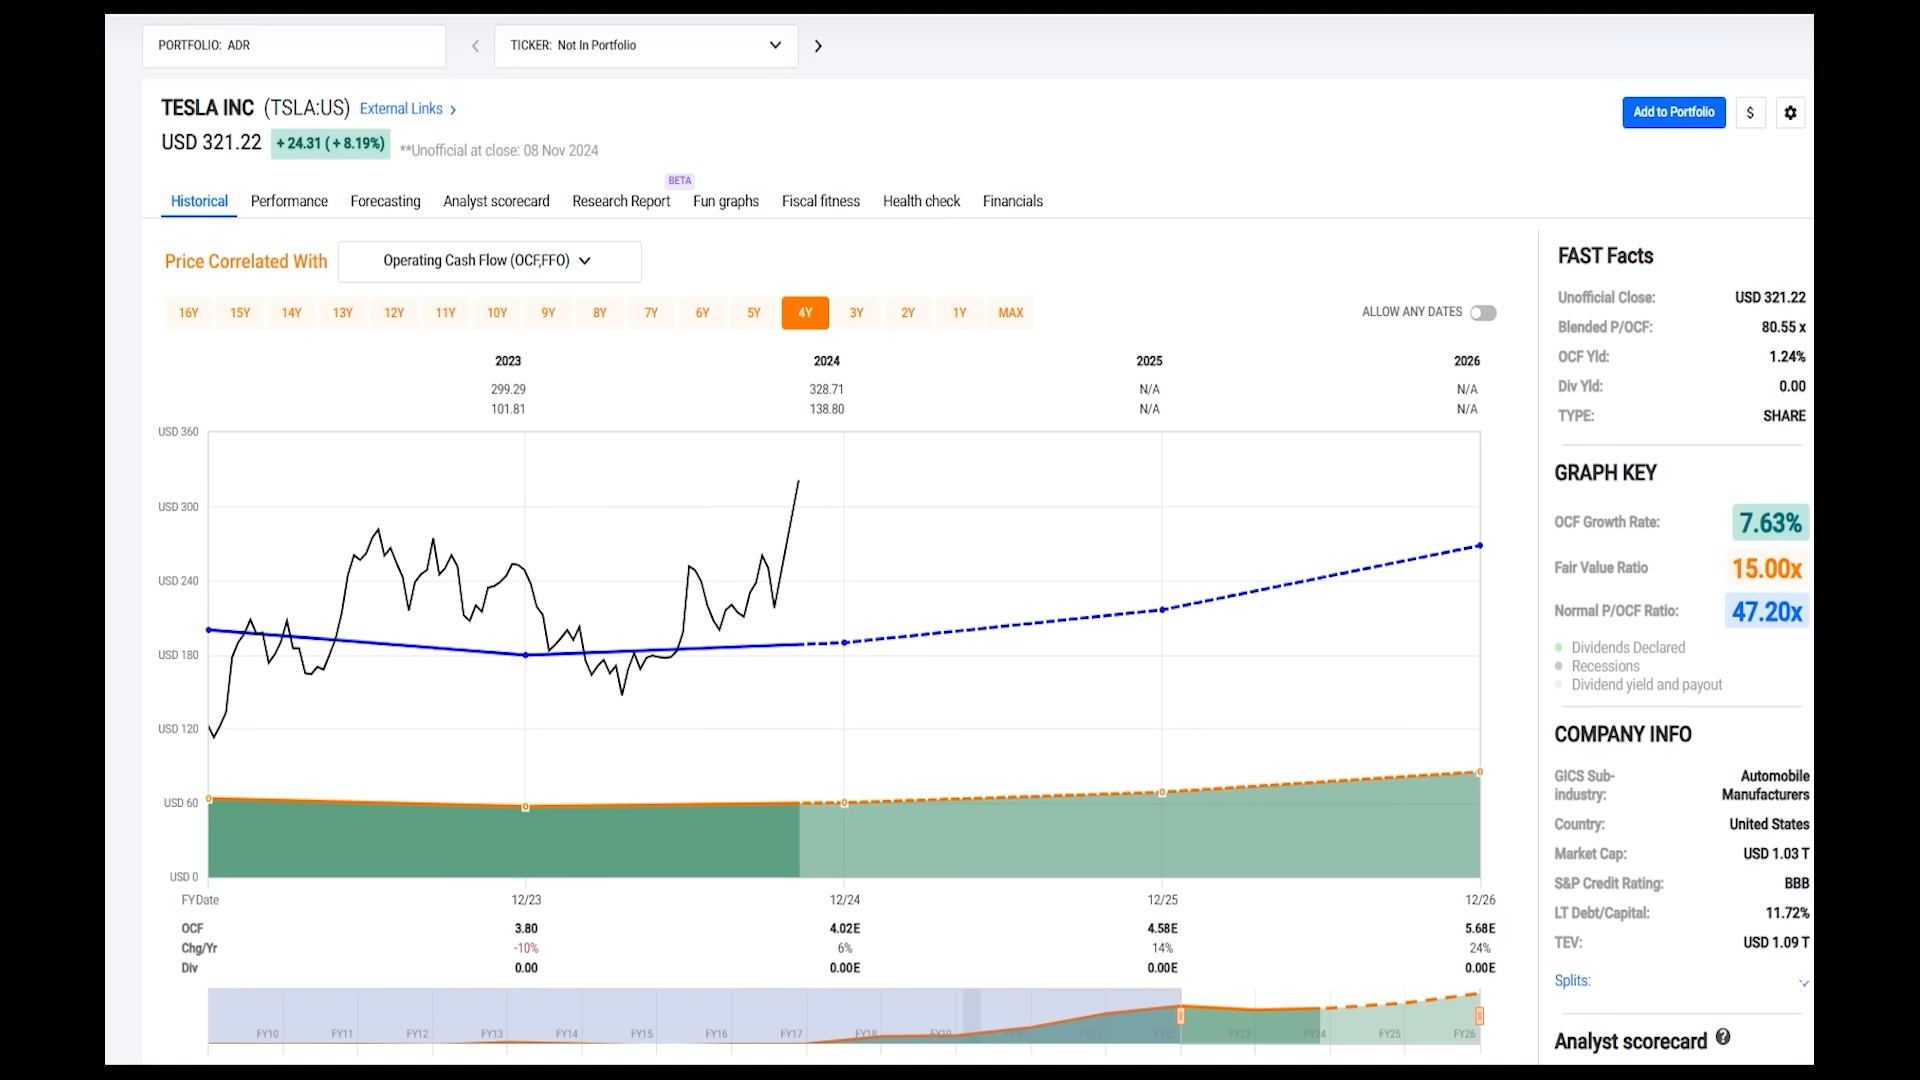 PORTFOLIO: ADR
TICKER: Not In Portfolio
TESLA INC (TSLA:US) External Links
Add to Portfolio
$
USD 321.22 + 24.31 ( + 8.19%) **Unofficial at close: 08 Nov 2024
BETA
Historical Performance Forecasting Analyst scorecard Research Report Fun graphs Fiscal fitness Health check Financials
Price Correlated With Operating Cash Flow (OCF,FFO)
16Y 15Y 14Y 13Y 12Y 11Y 10Y 9Y 8Y 7Y 6Y 5Y 4Y 3Y 2Y 1Y MAX
ALLOW ANY DATES
2023 2024 2025 2026
299.29 328.71 N/A N/A
101.81 138.80 N/A N/A
USD 360
USD 300
USD 240
USD 180
USD 120
USD 60
USD 0
FYDate 12/23 12/24 12/25 12/26
OCF 3.80 4.02E 4.58E 5.68E
Chg/Yr -10% 6% 14% 24%
Div 0.00 0.00E 0.00E 0.00E
FY10 FY11 FY12 FY13 FY14 FY15 FY16 FY17 FY18 FY19 FY21 FY22 FY23 FY24 FY25 FY26
FAST Facts
Unofficial Close: USD 321.22
Blended P/OCF: 80.55 x
OCF Yld: 1.24%
Div Yld: 0.00
TYPE: SHARE
GRAPH KEY
OCF Growth Rate: 7.63%
Fair Value Ratio 15.00x
Normal P/OCF Ratio: 47.20x
Dividends Declared
Recessions
Dividend yield and payout
COMPANY INFO
GICS Sub- Automobile
industry: Manufacturers
Country: United States
Market Cap: USD 1.03 T
S&P Credit Rating: BBB
LT Debt/Capital: 11.72%
TEV: USD 1.09 T
Splits:
Analyst scorecard ?